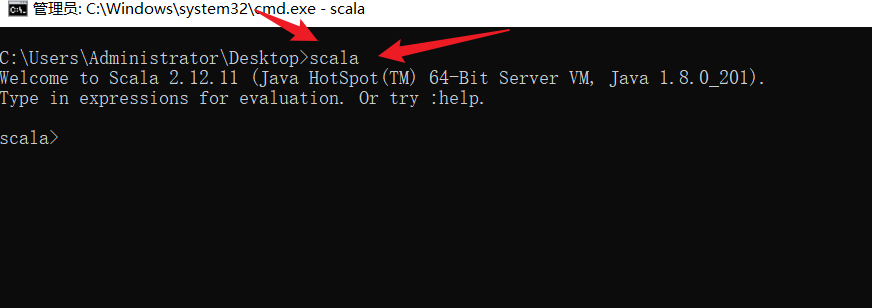 管理员: C:\Windows\system32\cmd.exe - scala
C:\Users\Administrator\Desktop>scala
Welcome to Scala 2.12.11 (Java HotSpot(TM) 64-Bit Server VM, Java 1.8.0_201).
Type in expressions for evaluation. Or try :help.
scala>